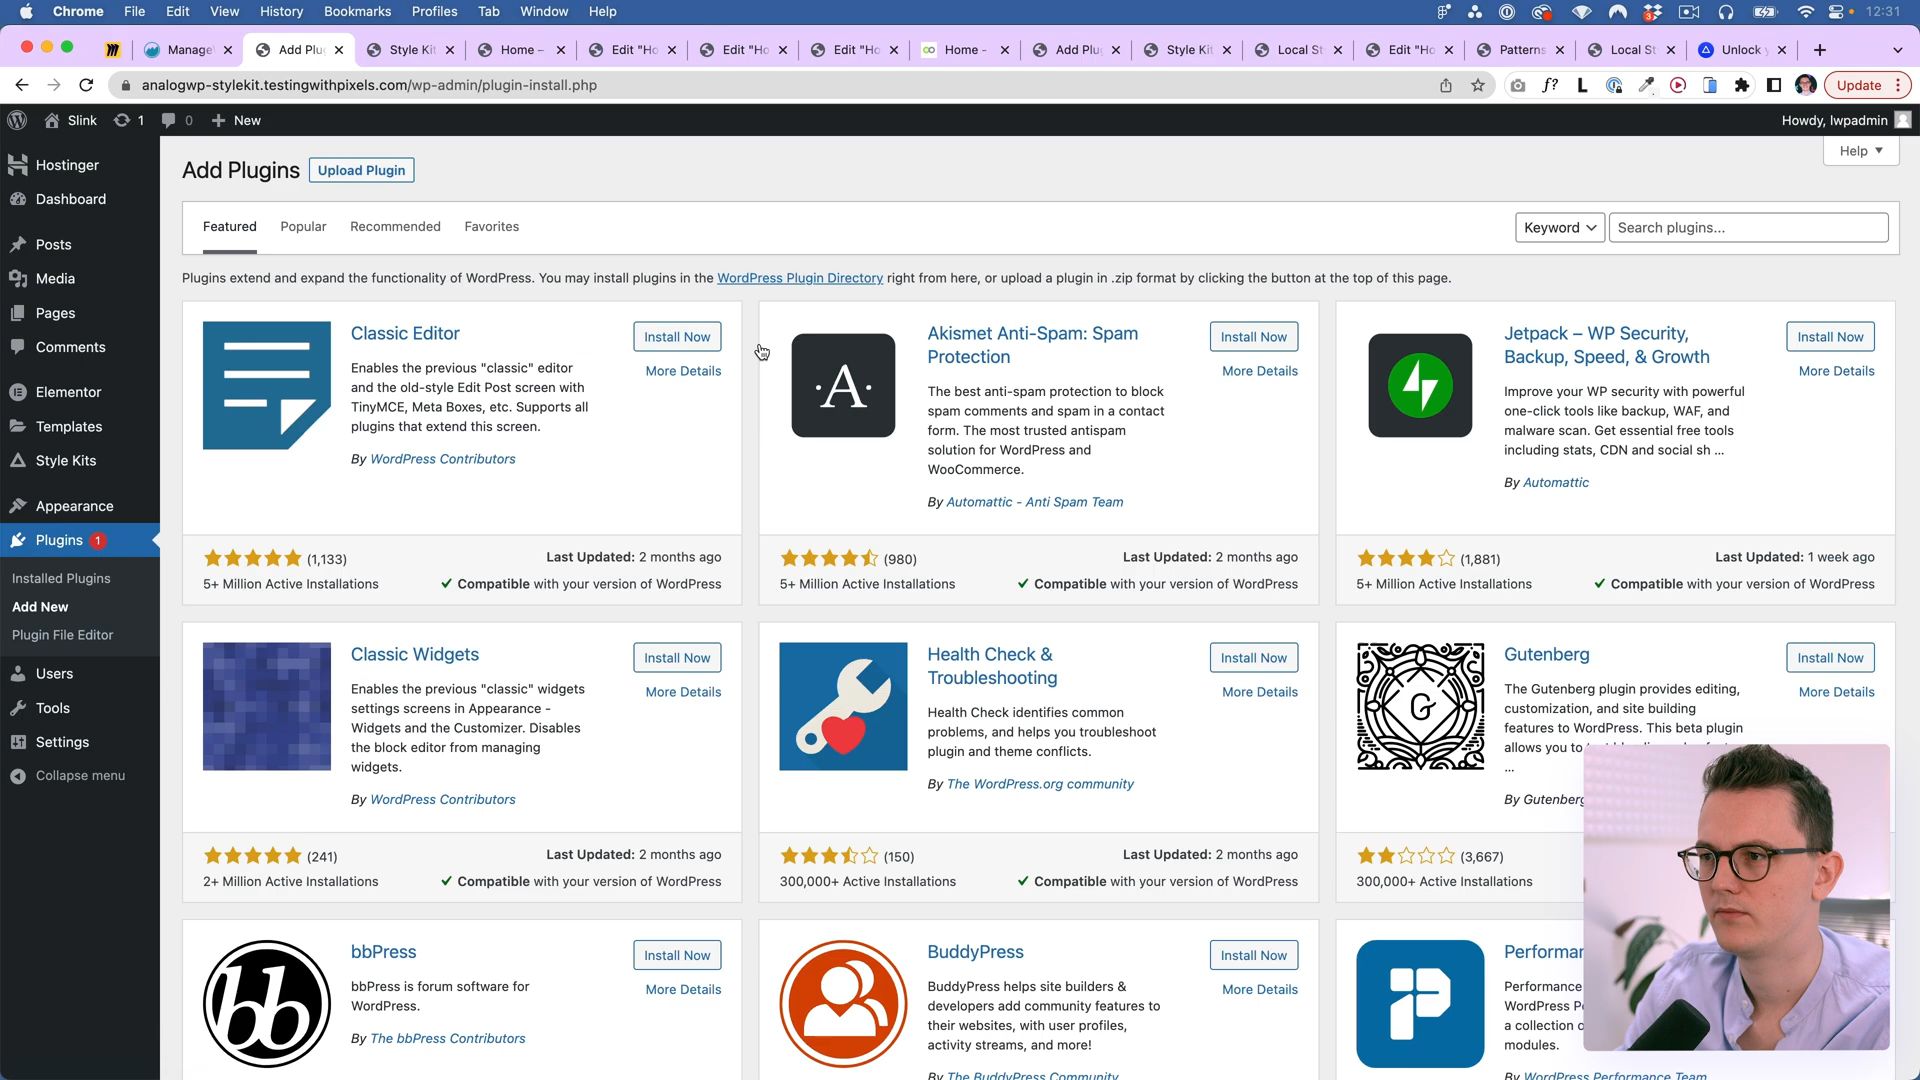 Chrome File Edit View History Bookmarks Profiles Tab Window Help
3
12:31
Manage
Add Plu
Style Kit
Home –
Edit "Ho
Edit "Ho
Edit "Ho
Home -
Add Plu
Style Kit
Local S
Edit "Ho
Patterns
Local S
Unlock
analogwp-stylekit.testingwithpixels.com/wp-admin/plugin-install.php
f?
L
Update
Slink
1
0
New
Howdy, lwpadmin
Hostinger
Dashboard
Posts
Media
Pages
Comments
Elementor
Templates
Style Kits
Appearance
Plugins 1
Installed Plugins
Add New
Plugin File Editor
Users
Tools
Settings
Collapse menu
Help
Add Plugins
Upload Plugin
Featured
Popular
Recommended
Favorites
Keyword
Search plugins...
Plugins extend and expand the functionality of WordPress. You may install plugins in the WordPress Plugin Directory right from here, or upload a plugin in .zip format by clicking the button at the top of this page.
Classic Editor
Install Now
More Details
Enables the previous "classic" editor
and the old-style Edit Post screen with
TinyMCE, Meta Boxes, etc. Supports all
plugins that extend this screen.
By WordPress Contributors
(1,133)
5+ Million Active Installations
Last Updated: 2 months ago
Compatible with your version of WordPress
·A·
Akismet Anti-Spam: Spam
Protection
Install Now
More Details
The best anti-spam protection to block
spam comments and spam in a contact
form. The most trusted antispam
solution for WordPress and
WooCommerce.
By Automattic - Anti Spam Team
(980)
5+ Million Active Installations
Last Updated: 2 months ago
Compatible with your version of WordPress
Jetpack – WP Security,
Backup, Speed, & Growth
Install Now
More Details
Improve your WP security with powerful
one-click tools like backup, WAF, and
malware scan. Get essential free tools
including stats, CDN and social sh ...
By Automattic
(1,881)
5+ Million Active Installations
Last Updated: 1 week ago
Compatible with your version of WordPress
Classic Widgets
Install Now
More Details
Enables the previous "classic" widgets
settings screens in Appearance -
Widgets and the Customizer. Disables
the block editor from managing
widgets.
By WordPress Contributors
(241)
2+ Million Active Installations
Last Updated: 2 months ago
Compatible with your version of WordPress
Health Check &
Troubleshooting
Install Now
More Details
Health Check identifies common
problems, and helps you troubleshoot
plugin and theme conflicts.
By The WordPress.org community
(150)
300,000+ Active Installations
Last Updated: 2 months ago
Compatible with your version of WordPress
G
Gutenberg
Install Now
More Details
The Gutenberg plugin provides editing,
customization, and site building
features to WordPress. This beta plugin
allows you to
...
By Gutenberg
(3,667)
300,000+ Active Installations
bb
bbPress
Install Now
More Details
bbPress is forum software for
WordPress.
By The bbPress Contributors
BuddyPress
Install Now
More Details
BuddyPress helps site builders &
developers add community features to
their websites, with user profiles,
activity streams, and more!
By The BuddyPress Community
Performan
Performance
WordPress P
a collection o
modules.
By WordPress Performance Team